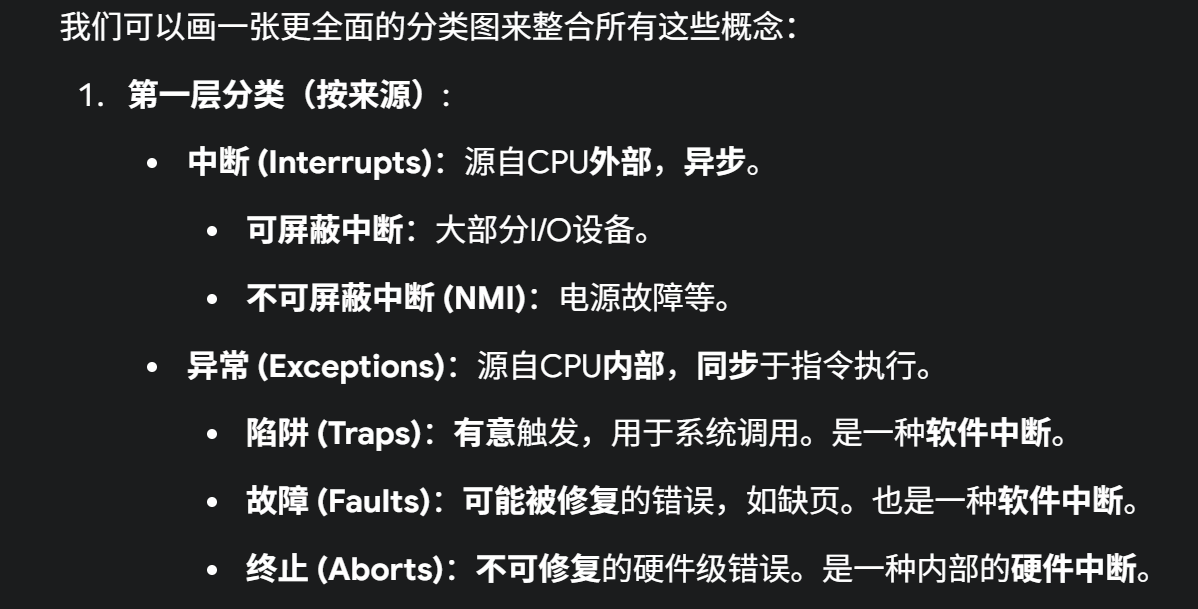 我们可以画一张更全面的分类图来整合所有这些概念：
1. 第一层分类（按来源）:
• 中断 (Interrupts)：源自CPU外部，异步。
• 可屏蔽中断：大部分I/O设备。
• 不可屏蔽中断 (NMI)：电源故障等。
• 异常 (Exceptions)：源自CPU内部，同步于指令执行。
• 陷阱 (Traps)：有意触发，用于系统调用。是一种软件中断。
• 故障 (Faults)：可能被修复的错误，如缺页。也是一种软件中断。
• 终止 (Aborts)：不可修复的硬件级错误。是一种内部的硬件中断。